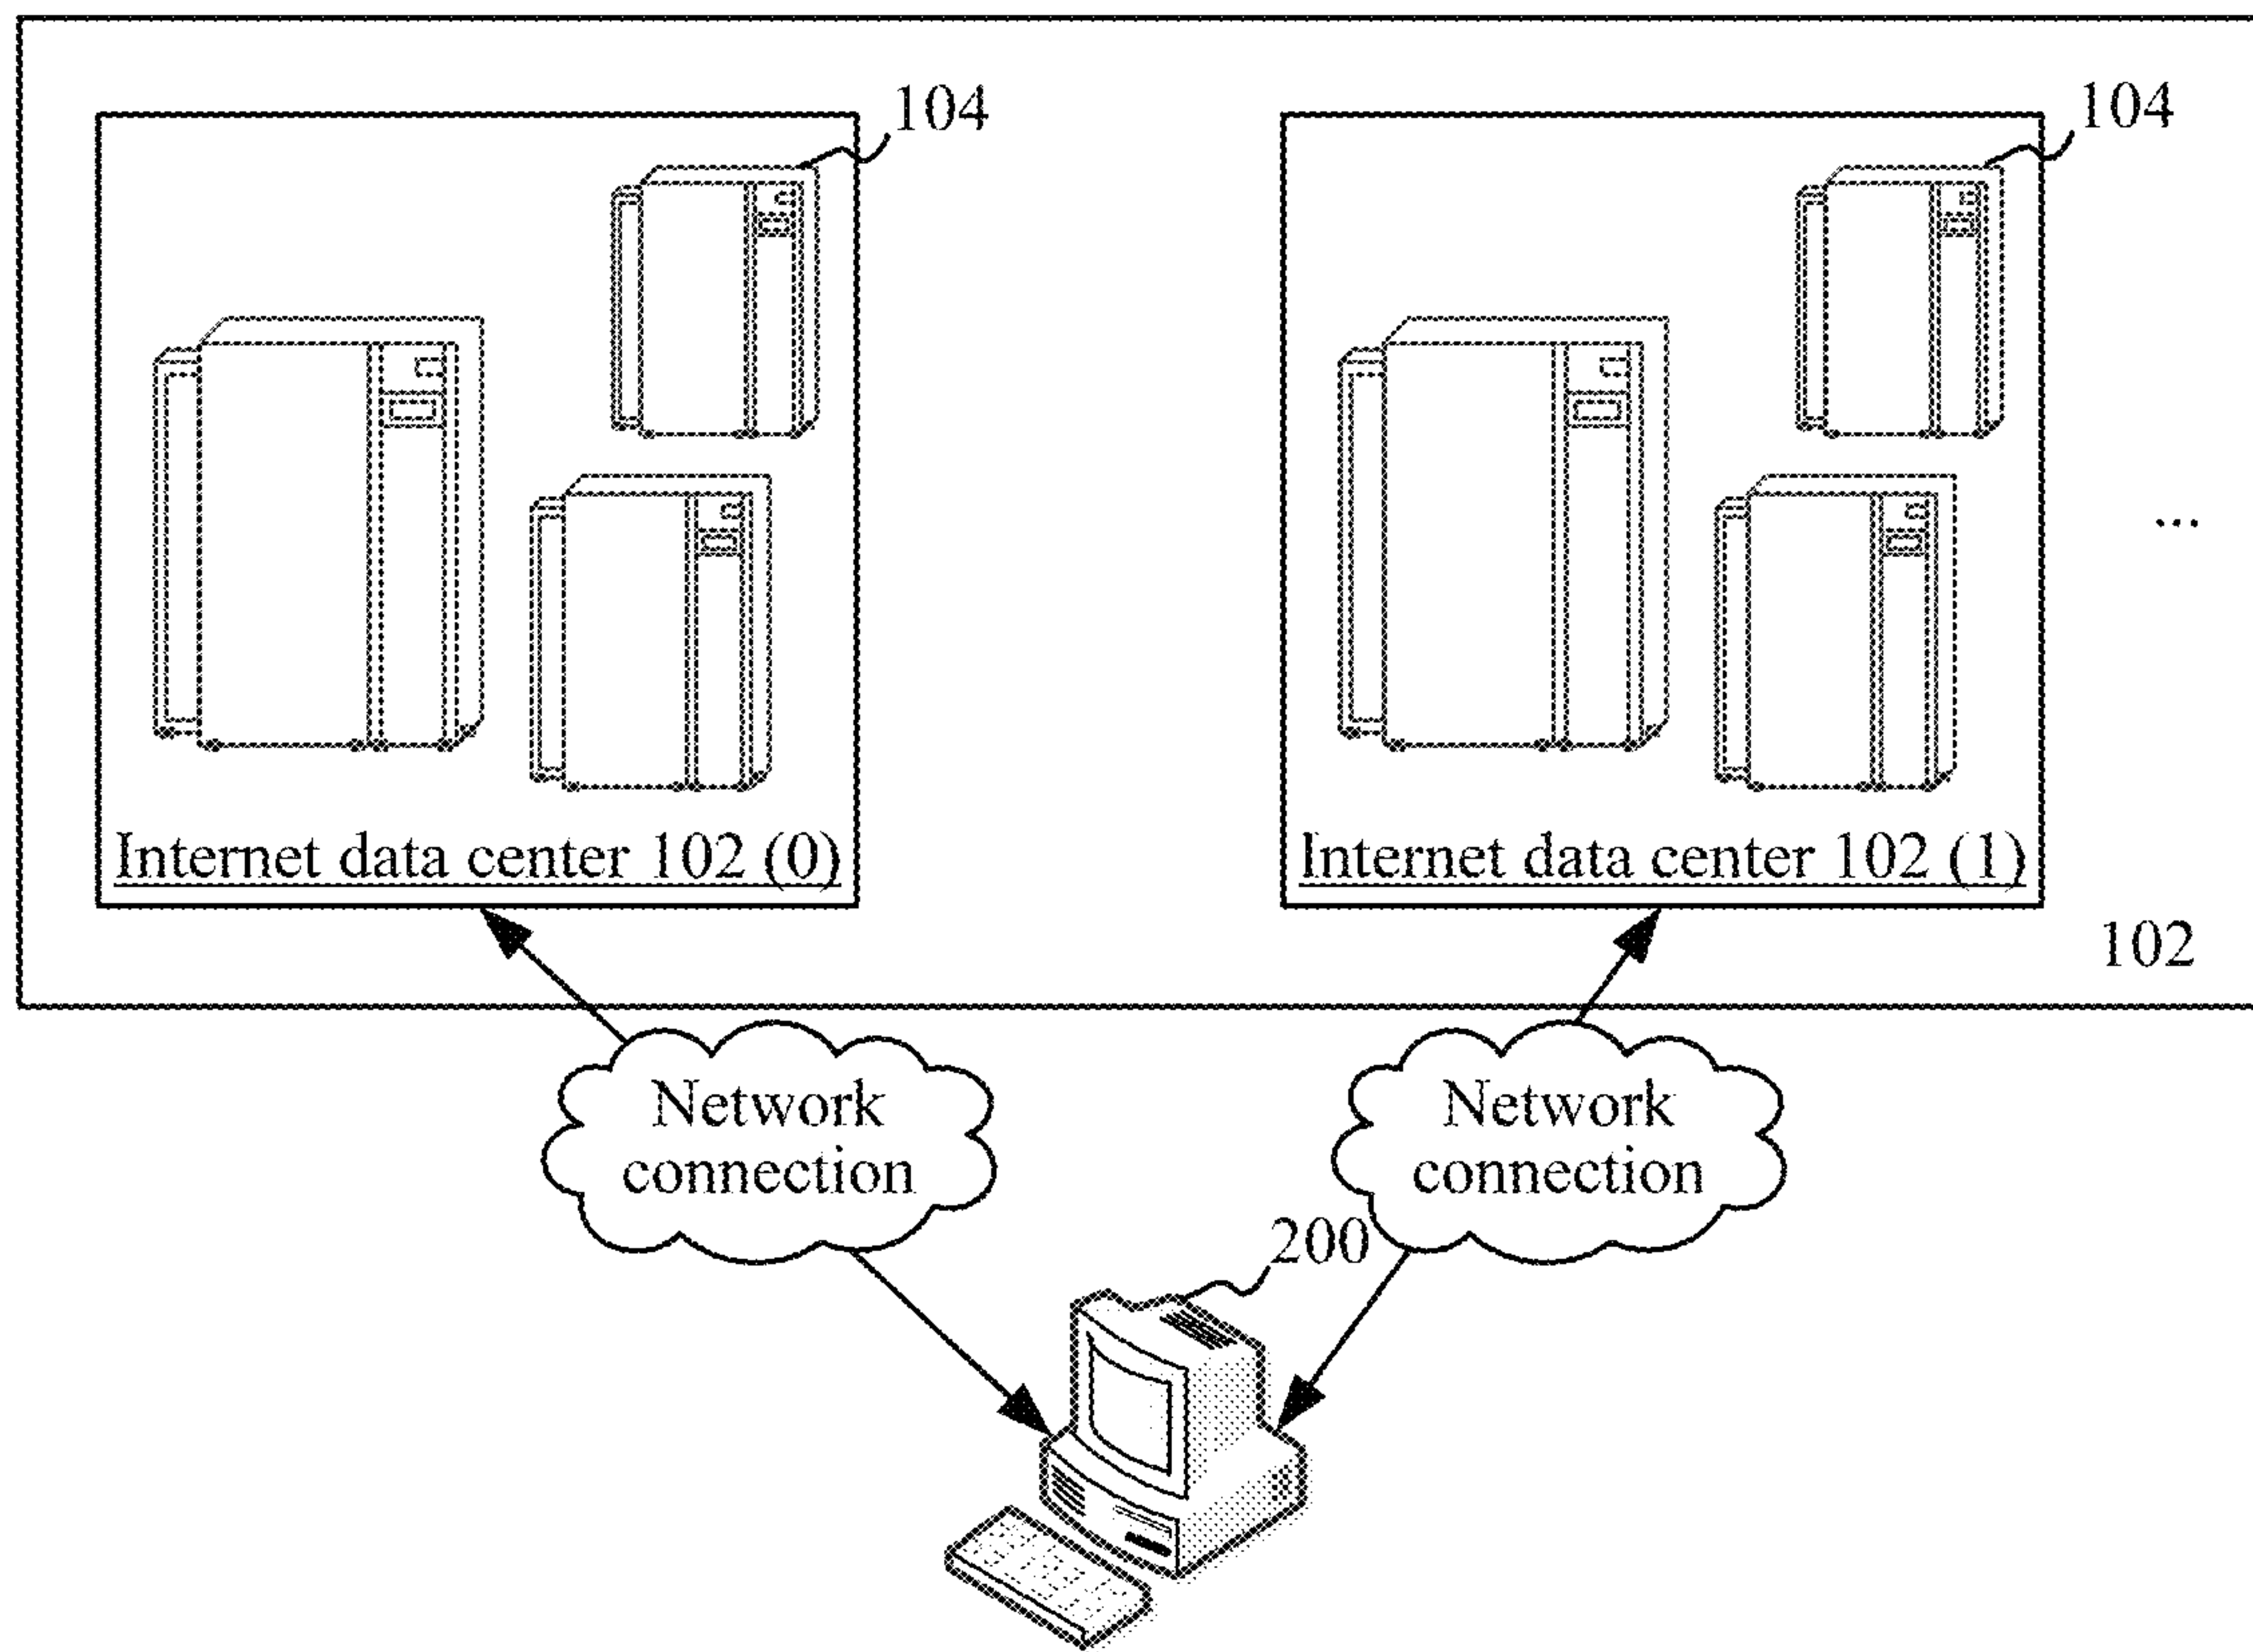 104
104
...
Internet data center 102 (0)
Internet data center 102 (1)
102
Network
connection
Network
connection
200